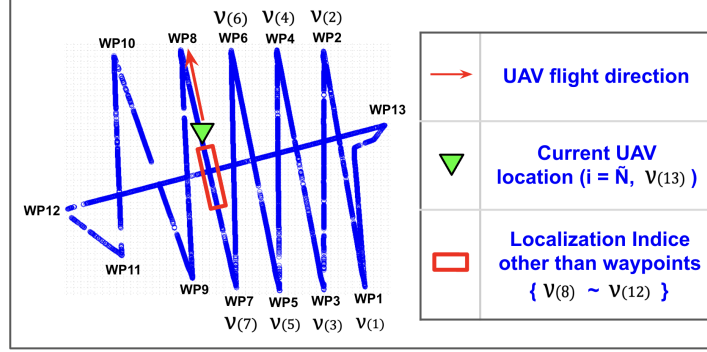 ν(6) ν(4) ν(2)
WP10 WP8 WP6 WP4 WP2
WP13
WP12
WP11
WP9 WP7 WP5 WP3 WP1
ν(7) ν(5) ν(3) ν(1)
UAV flight direction
Current UAV
location (i = Ñ, ν(13) )
Localization Indice
other than waypoints
{ ν(8) ~ ν(12) }